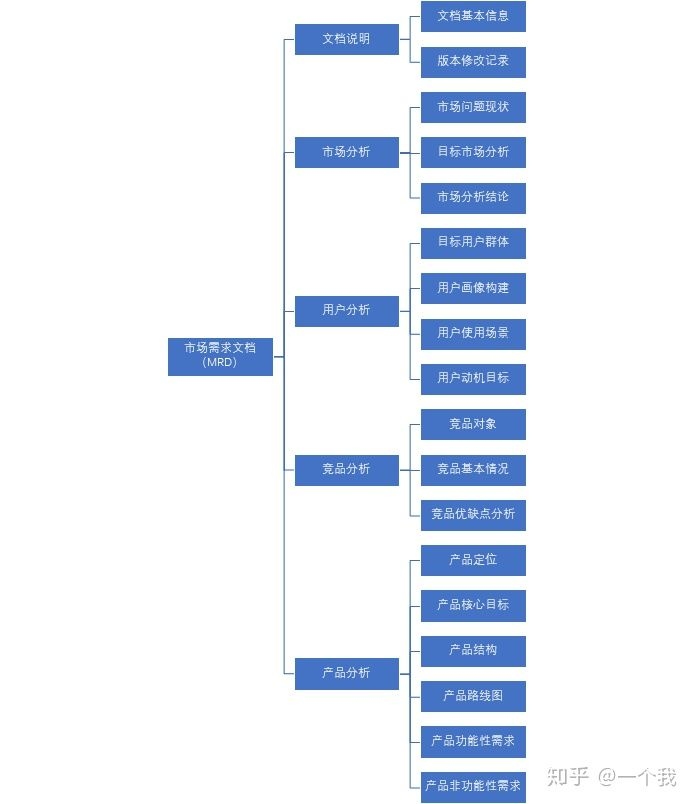 市场需求文档
（MRD）
文档说明
文档基本信息
版本修改记录
市场分析
市场问题现状
目标市场分析
市场分析结论
用户分析
目标用户群体
用户画像构建
用户使用场景
用户动机目标
竞品分析
竞品对象
竞品基本情况
竞品优缺点分析
产品分析
产品定位
产品核心目标
产品结构
产品路线图
产品功能性需求
产品非功能性需求
知乎 @一个我